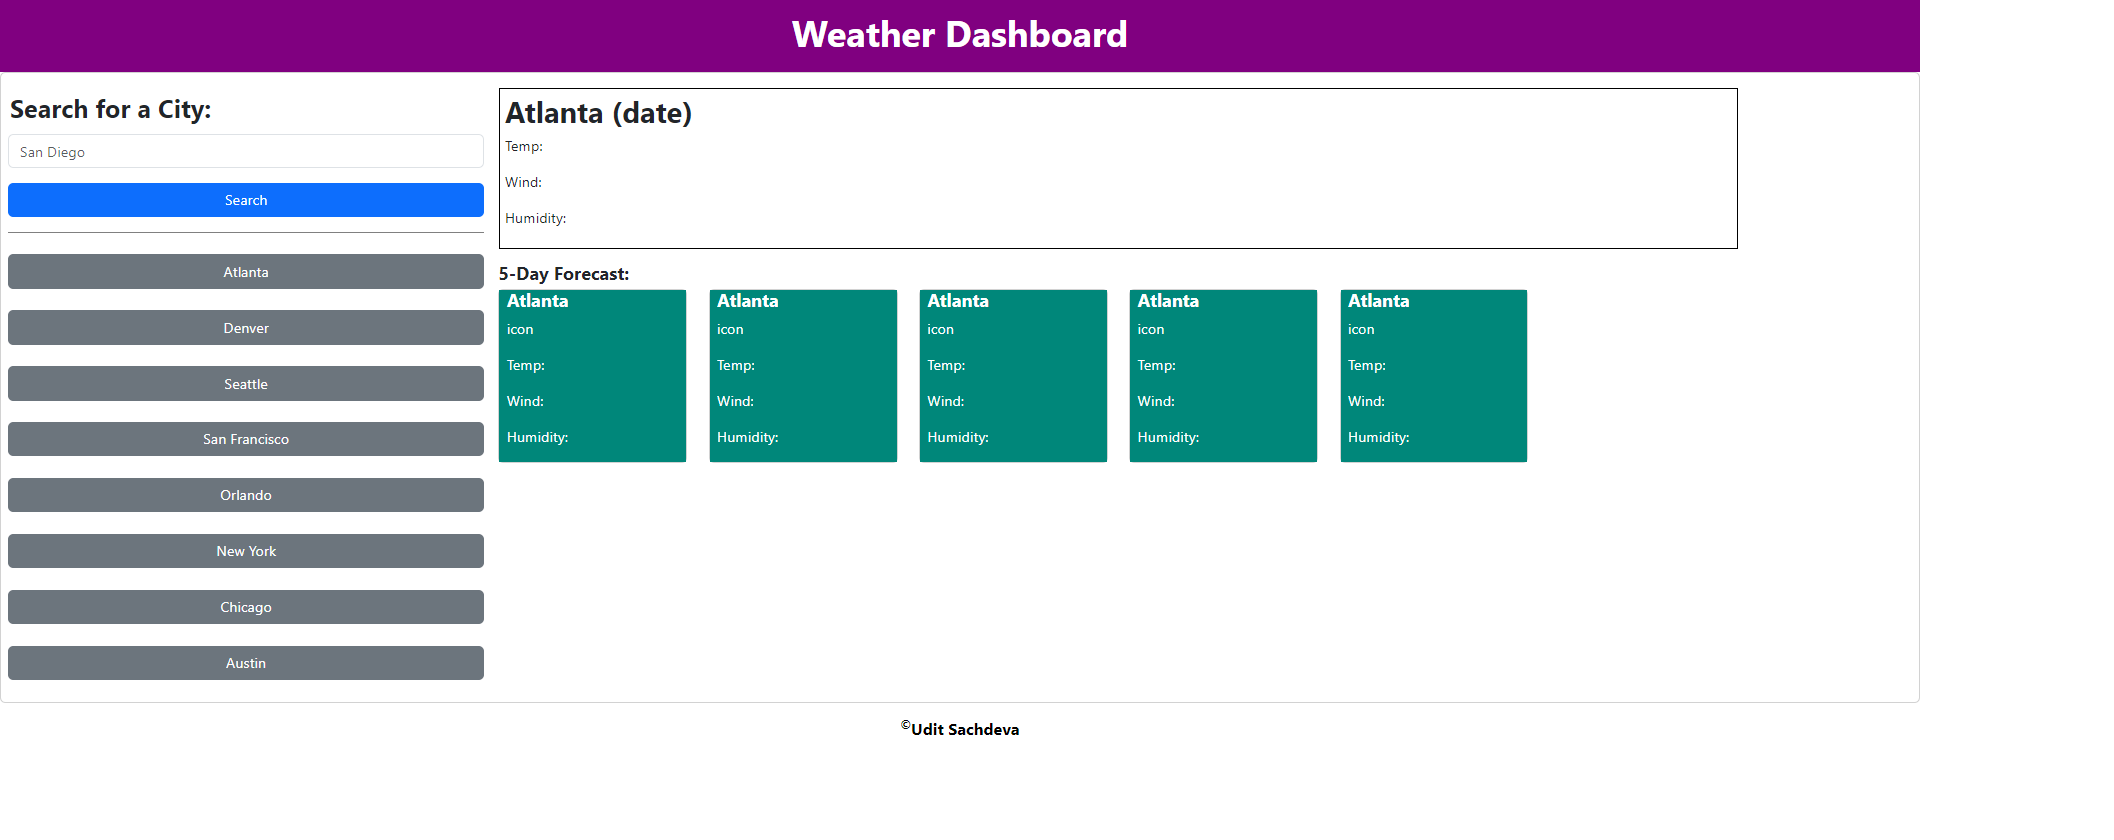 Weather Dashboard
Search for a City:
San Diego
Search
Atlanta
Denver
Seattle
San Francisco
Orlando
New York
Chicago
Austin
Atlanta (date)
Temp:
Wind:
Humidity:
5-Day Forecast:
Atlanta
icon
Temp:
Wind:
Humidity:
Atlanta
icon
Temp:
Wind:
Humidity:
Atlanta
icon
Temp:
Wind:
Humidity:
Atlanta
icon
Temp:
Wind:
Humidity:
Atlanta
icon
Temp:
Wind:
Humidity:
©Udit Sachdeva